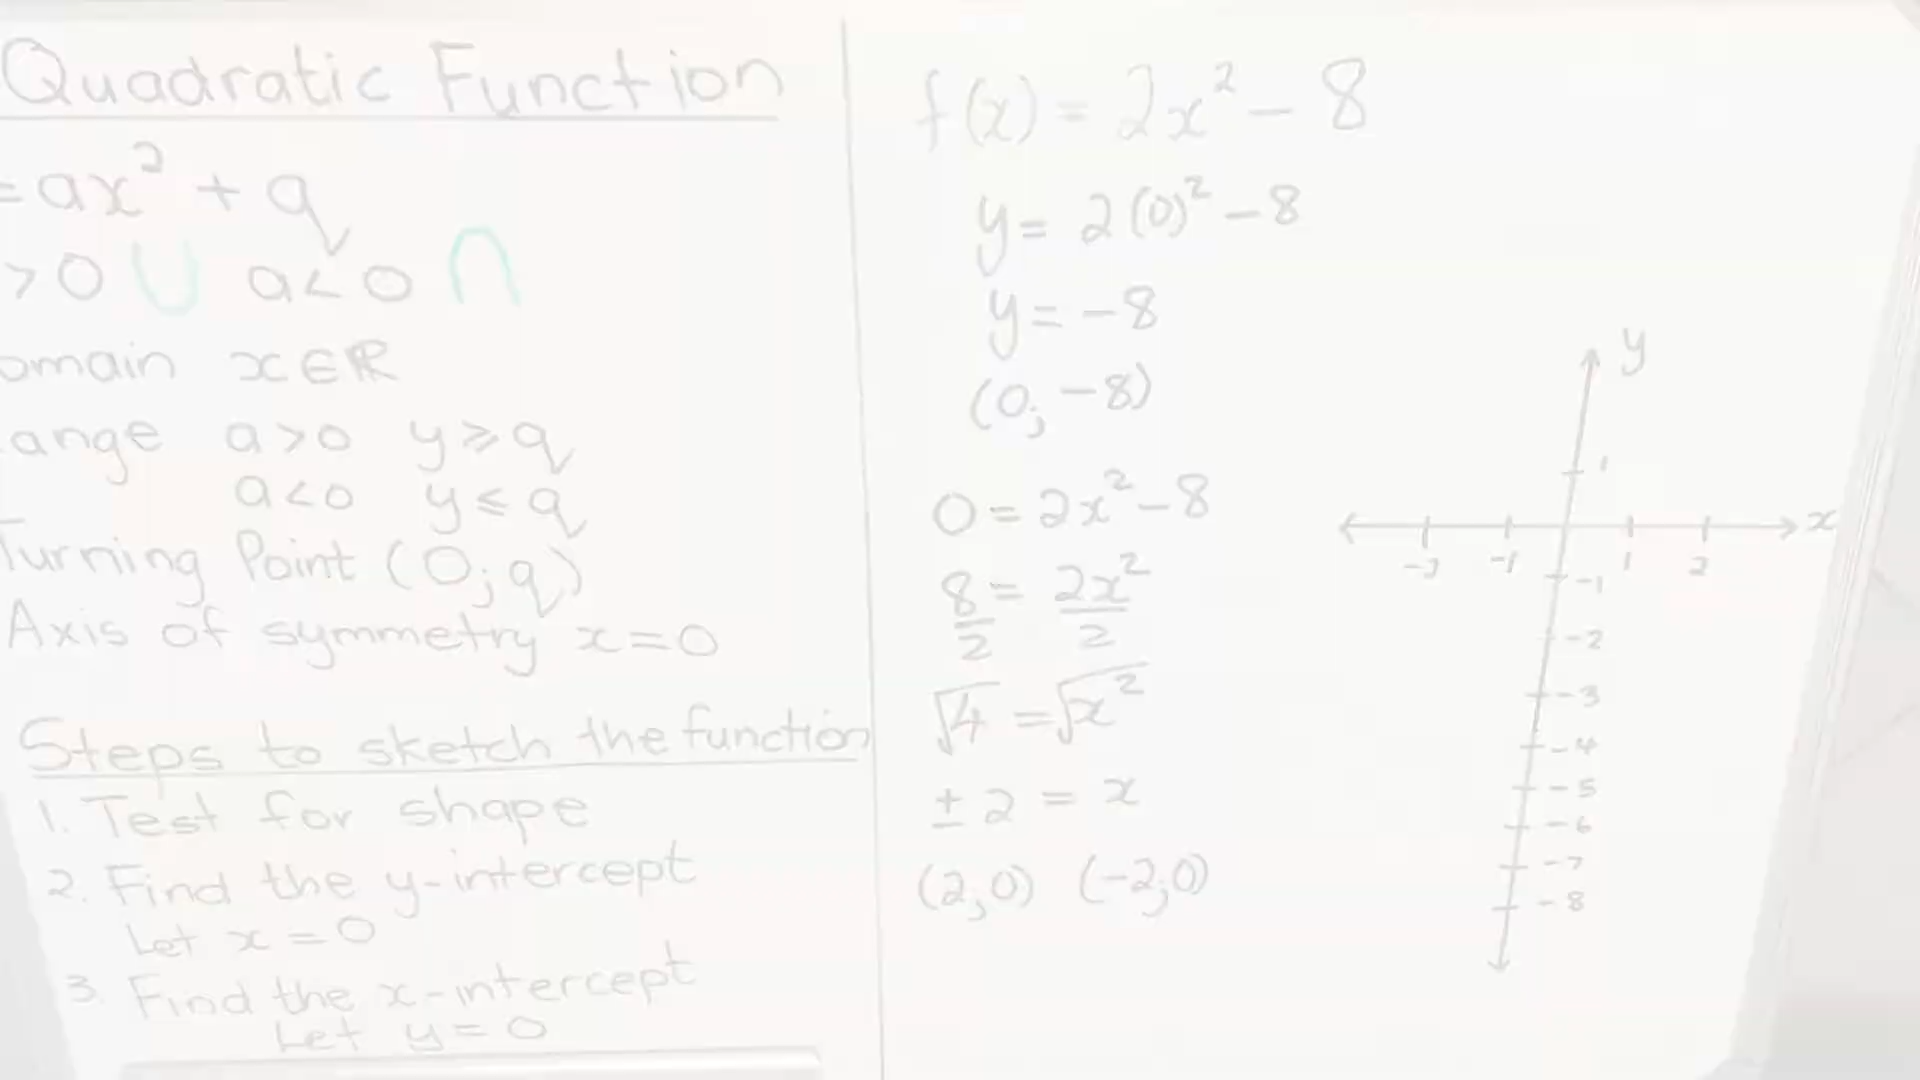 Quadratic Function
=ax² + q
>0 a<0
omain x∈ℝ
ange a>0 y⩾q
a<0 y⩽q
Turning Point (0;q)
Axis of symmetry x=0
Steps to sketch the function
1. Test for shape
2. Find the y-intercept
Let x=0
3. Find the x-intercept
Let y=0
f(x) = 2x² - 8
y = 2(0)² - 8
y = -8
(0; -8)
0 = 2x² - 8
8/2 = 2x²/2
√4 = √x²
± 2 = x
(2;0) (-2;0)
y
1
x
-2 -1 1 2
-1
-2
-3
-4
-5
-6
-7
-8